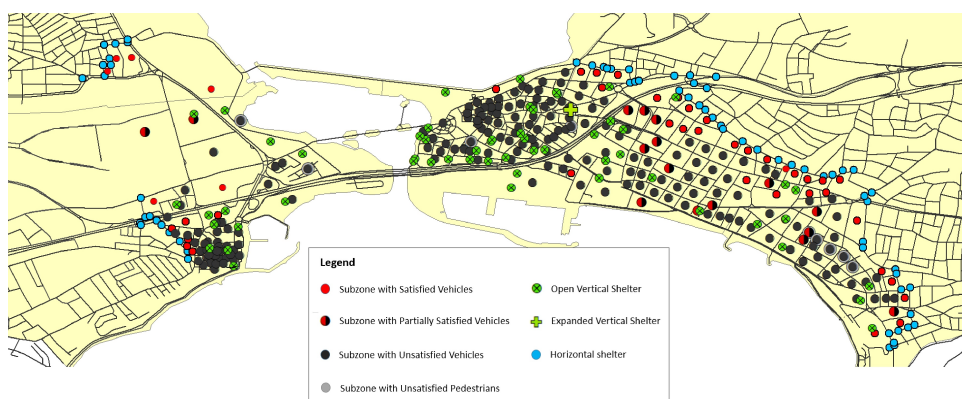 Legend
Subzone with Satisfied Vehicles
Open Vertical Shelter
Subzone with Partially Satisfied Vehicles
Expanded Vertical Shelter
Subzone with Unsatisfied Vehicles
Horizontal shelter
Subzone with Unsatisfied Pedestrians